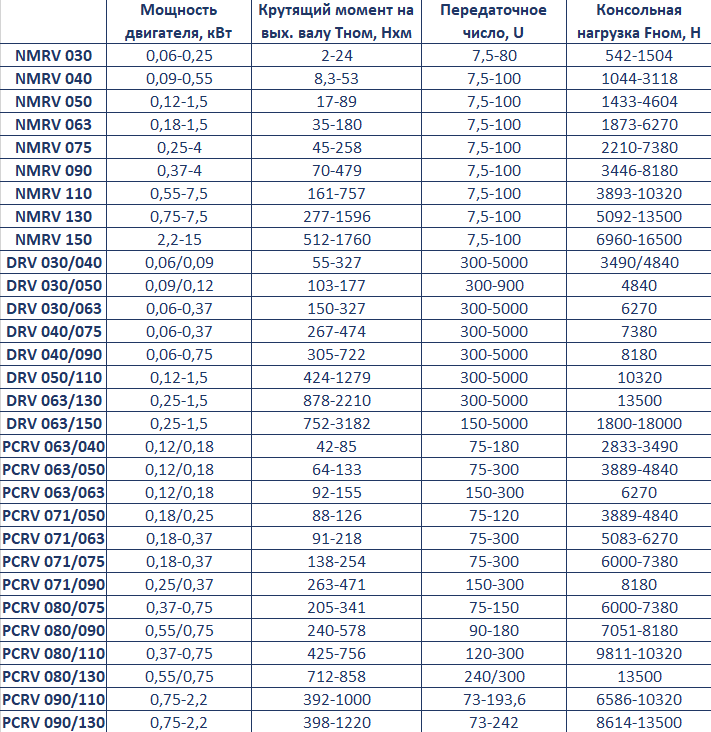 Мощность двигателя, кВт Крутящий момент на вых. валу Tном, Нхм Передаточное число, U Консольная нагрузка Fном, Н
NMRV 030 0,06-0,25 2-24 7,5-80 542-1504
NMRV 040 0,09-0,55 8,3-53 7,5-100 1044-3118
NMRV 050 0,12-1,5 17-89 7,5-100 1433-4604
NMRV 063 0,18-1,5 35-180 7,5-100 1873-6270
NMRV 075 0,25-4 45-258 7,5-100 2210-7380
NMRV 090 0,37-4 70-479 7,5-100 3446-8180
NMRV 110 0,55-7,5 161-757 7,5-100 3893-10320
NMRV 130 0,75-7,5 277-1596 7,5-100 5092-13500
NMRV 150 2,2-15 512-1760 7,5-100 6960-16500
DRV 030/040 0,06/0,09 55-327 300-5000 3490/4840
DRV 030/050 0,09/0,12 103-177 300-900 4840
DRV 030/063 0,06-0,37 150-327 300-5000 6270
DRV 040/075 0,06-0,37 267-474 300-5000 7380
DRV 040/090 0,06-0,75 305-722 300-5000 8180
DRV 050/110 0,12-1,5 424-1279 300-5000 10320
DRV 063/130 0,25-1,5 878-2210 300-5000 13500
DRV 063/150 0,25-1,5 752-3182 150-5000 1800-18000
PCRV 063/040 0,12/0,18 42-85 75-180 2833-3490
PCRV 063/050 0,12/0,18 64-133 75-300 3889-4840
PCRV 063/063 0,12/0,18 92-155 150-300 6270
PCRV 071/050 0,18/0,25 88-126 75-120 3889-4840
PCRV 071/063 0,18-0,37 91-218 75-300 5083-6270
PCRV 071/075 0,18-0,37 138-254 75-300 6000-7380
PCRV 071/090 0,25/0,37 263-471 150-300 8180
PCRV 080/075 0,37-0,75 205-341 75-150 6000-7380
PCRV 080/090 0,55/0,75 240-578 90-180 7051-8180
PCRV 080/110 0,37-0,75 425-756 120-300 9811-10320
PCRV 080/130 0,55/0,75 712-858 240/300 13500
PCRV 090/110 0,75-2,2 392-1000 73-193,6 6586-10320
PCRV 090/130 0,75-2,2 398-1220 73-242 8614-13500